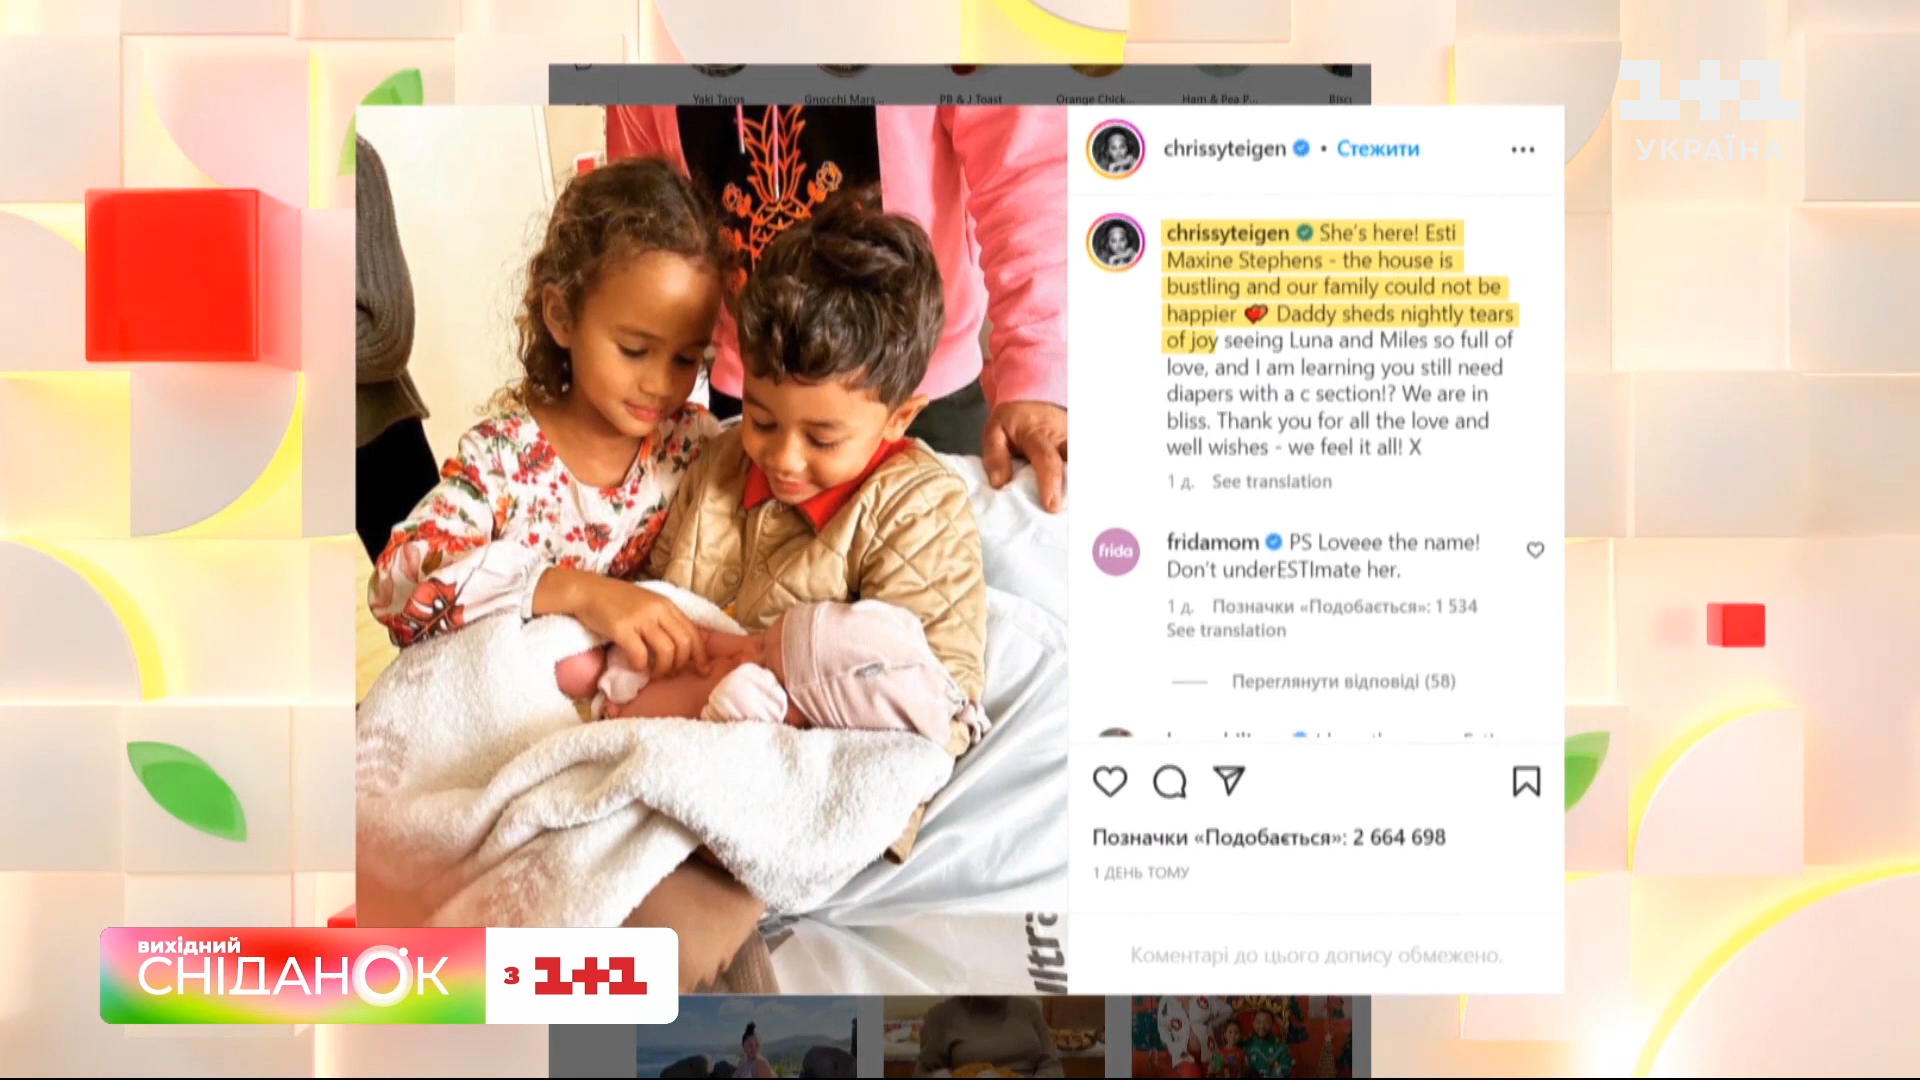 Yaki Tacos
Gnocchi Mars...
PB & J Toast
Orange Chick...
Ham & Pea P...
1+1
УКРАЇНА
chrissyteigen • Стежити
chrissyteigen She's here! Esti
Maxine Stephens - the house is
bustling and our family could not be
happier ❤ Daddy sheds nightly tears
of joy seeing Luna and Miles so full of
love, and I am learning you still need
diapers with a c section!? We are in
bliss. Thank you for all the love and
well wishes - we feel it all! X
1 д. See translation
frida
fridamom PS Loveee the name!
Don't underESTImate her.
1 д. Позначки «Подобається»: 1 534
See translation
Переглянути відповіді (58)
Позначки «Подобається»: 2 664 698
1 ДЕНЬ ТОМУ
Коментарі до цього допису обмежено.
ultra
вихідний
СНІДАНОК
з 1+1